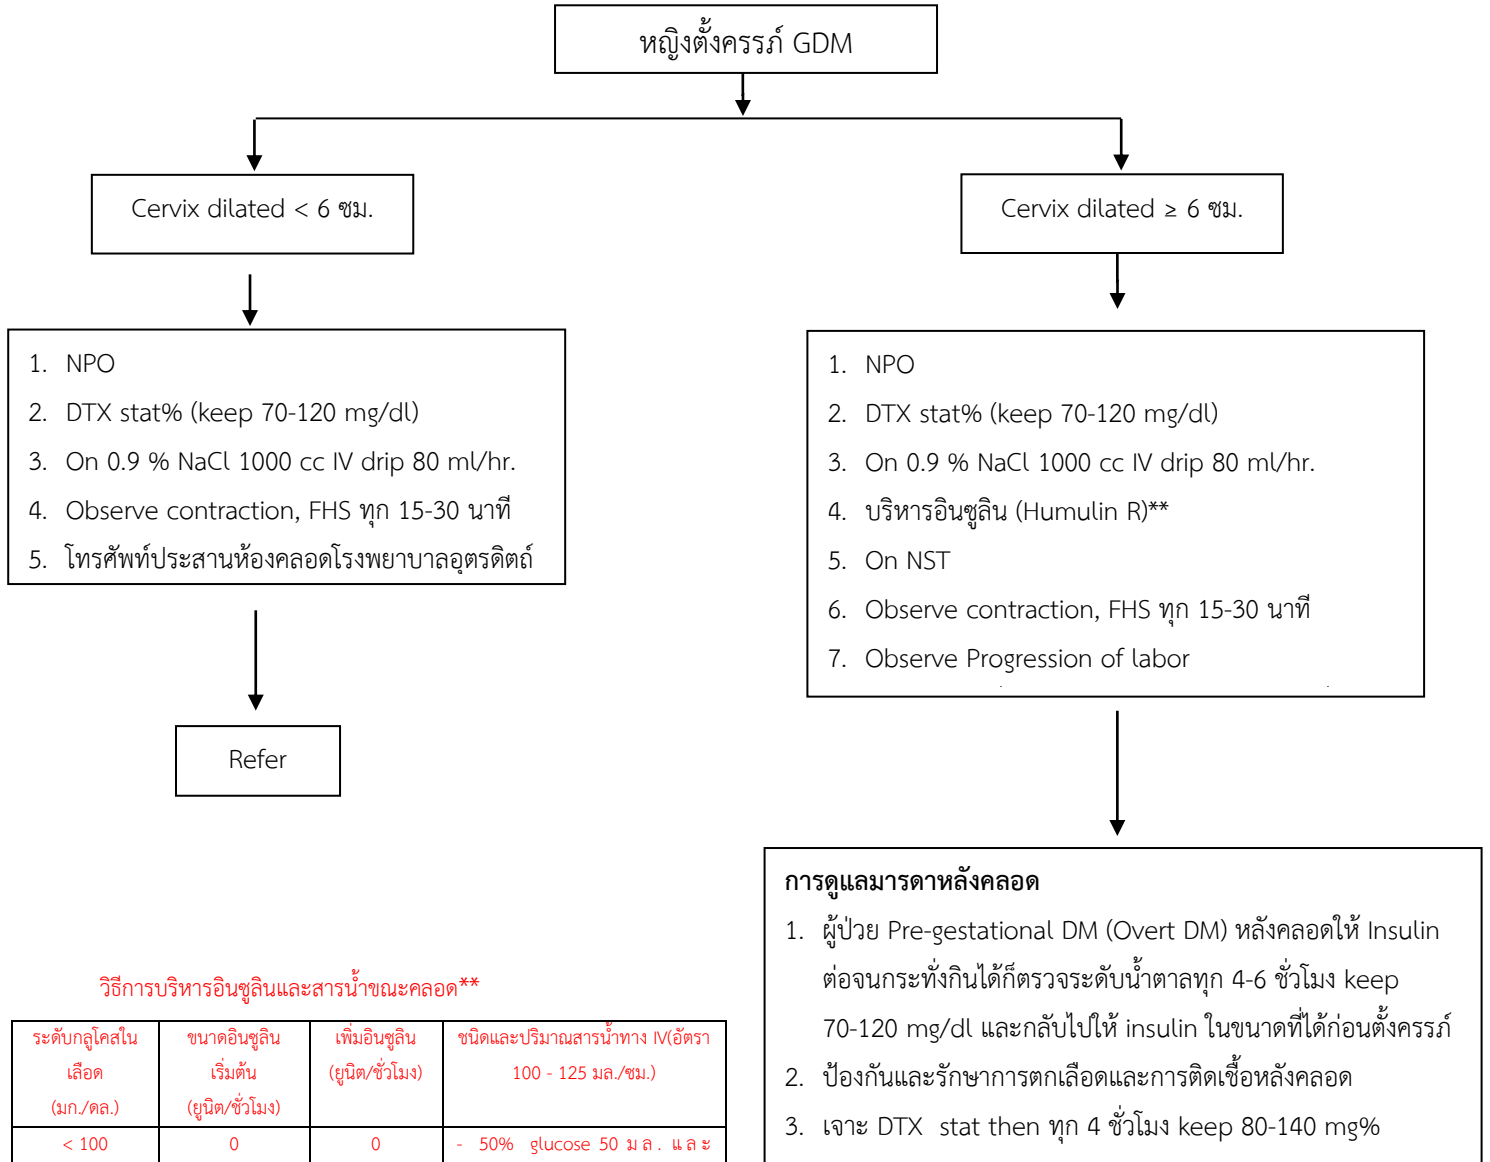 หญิงตั้งครรภ์ GDM
Cervix dilated < 6 ซม.
Cervix dilated ≥ 6 ซม.
1. NPO
2. DTX stat% (keep 70-120 mg/dl)
3. On 0.9 % NaCl 1000 cc IV drip 80 ml/hr.
4. Observe contraction, FHS ทุก 15-30 นาที
5. โทรศัพท์ประสานห้องคลอดโรงพยาบาลอุตรดิตถ์
1. NPO
2. DTX stat% (keep 70-120 mg/dl)
3. On 0.9 % NaCl 1000 cc IV drip 80 ml/hr.
4. บริหารอินซูลิน (Humulin R)**
5. On NST
6. Observe contraction, FHS ทุก 15-30 นาที
7. Observe Progression of labor
Refer
การดูแลมารดาหลังคลอด
1. ผู้ป่วย Pre-gestational DM (Overt DM) หลังคลอดให้ Insulin
ต่อจนกระทั่งกินได้ก็ตรวจระดับน้ำตาลทุก 4-6 ชั่วโมง keep
70-120 mg/dl และกลับไปให้ insulin ในขนาดที่ได้ก่อนตั้งครรภ์
2. ป้องกันและรักษาการตกเลือดและการติดเชื้อหลังคลอด
3. เจาะ DTX stat then ทุก 4 ชั่วโมง keep 80-140 mg%
วิธีการบริหารอินซูลินและสารน้ำขณะคลอด**
ระดับกลูโคสใน
เลือด
(มก./ดล.)
ขนาดอินซูลิน
เริ่มต้น
(ยูนิต/ชั่วโมง)
เพิ่มอินซูลิน
(ยูนิต/ชั่วโมง)
ชนิดและปริมาณสารน้ำทาง IV(อัตรา
100 - 125 มล./ซม.)
< 100
0
0
- 50% glucose 50 มล. และ